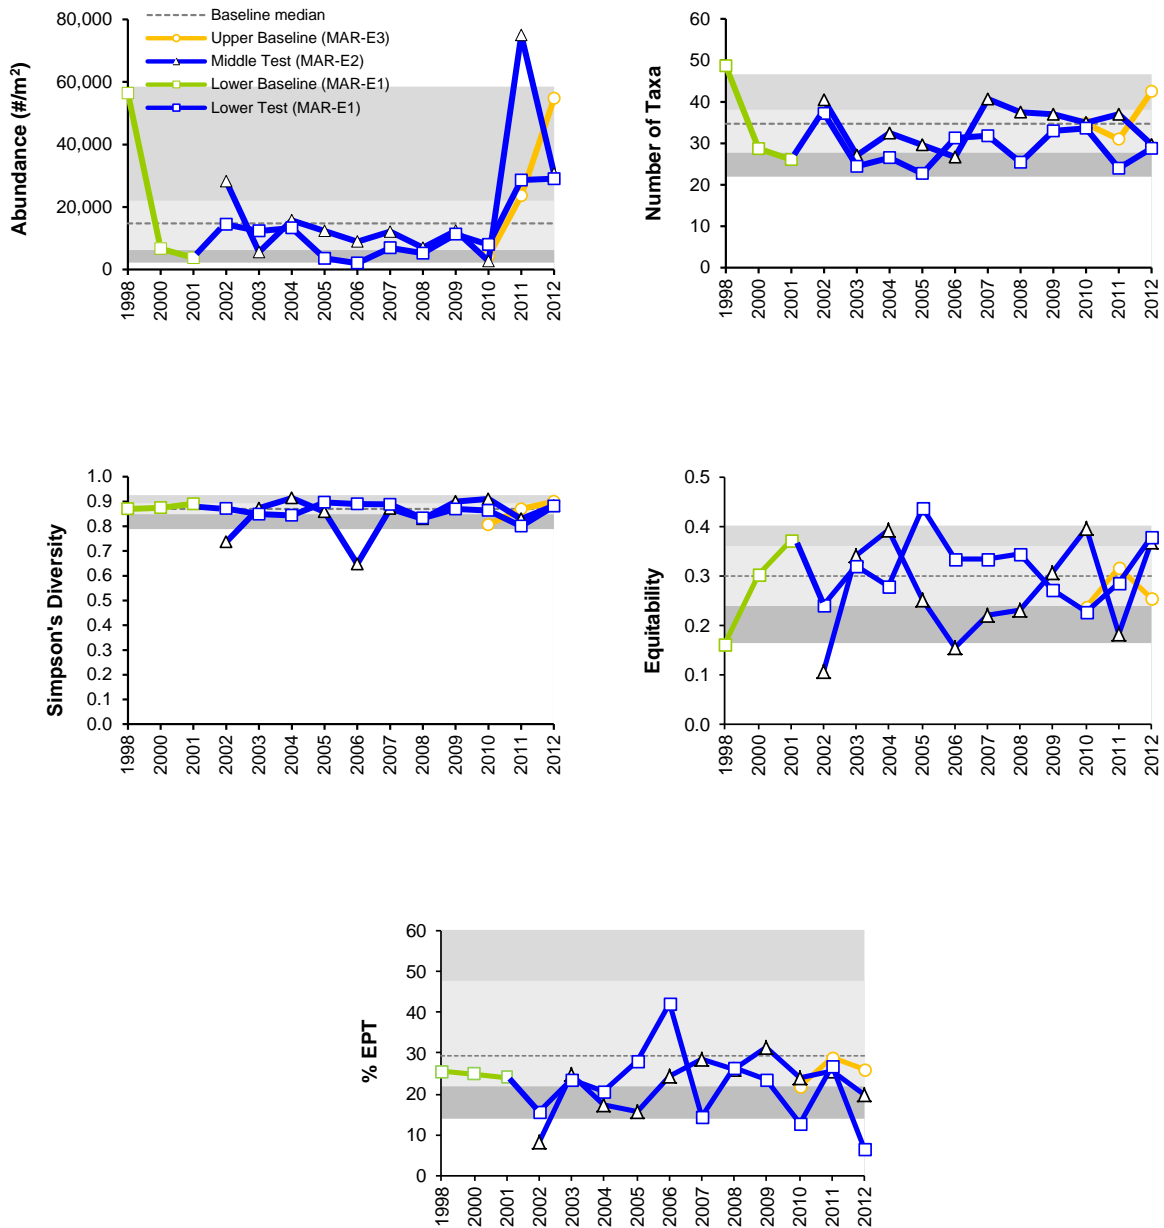 Abundance (#/m²)
80,000
60,000
40,000
20,000
0
Baseline median
Upper Baseline (MAR-E3)
Middle Test (MAR-E2)
Lower Baseline (MAR-E1)
Lower Test (MAR-E1)
1998 2000 2001 2002 2003 2004 2005 2006 2007 2008 2009 2010 2011 2012
Number of Taxa
60
50
40
30
20
10
0
1998 2000 2001 2002 2003 2004 2005 2006 2007 2008 2009 2010 2011 2012
Simpson's Diversity
1.0
0.9
0.8
0.7
0.6
0.5
0.4
0.3
0.2
0.1
0.0
1998 2000 2001 2002 2003 2004 2005 2006 2007 2008 2009 2010 2011 2012
Equitability
0.5
0.4
0.3
0.2
0.1
0.0
1998 2000 2001 2002 2003 2004 2005 2006 2007 2008 2009 2010 2011 2012
% EPT
60
50
40
30
20
10
0
1998 2000 2001 2002 2003 2004 2005 2006 2007 2008 2009 2010 2011 2012